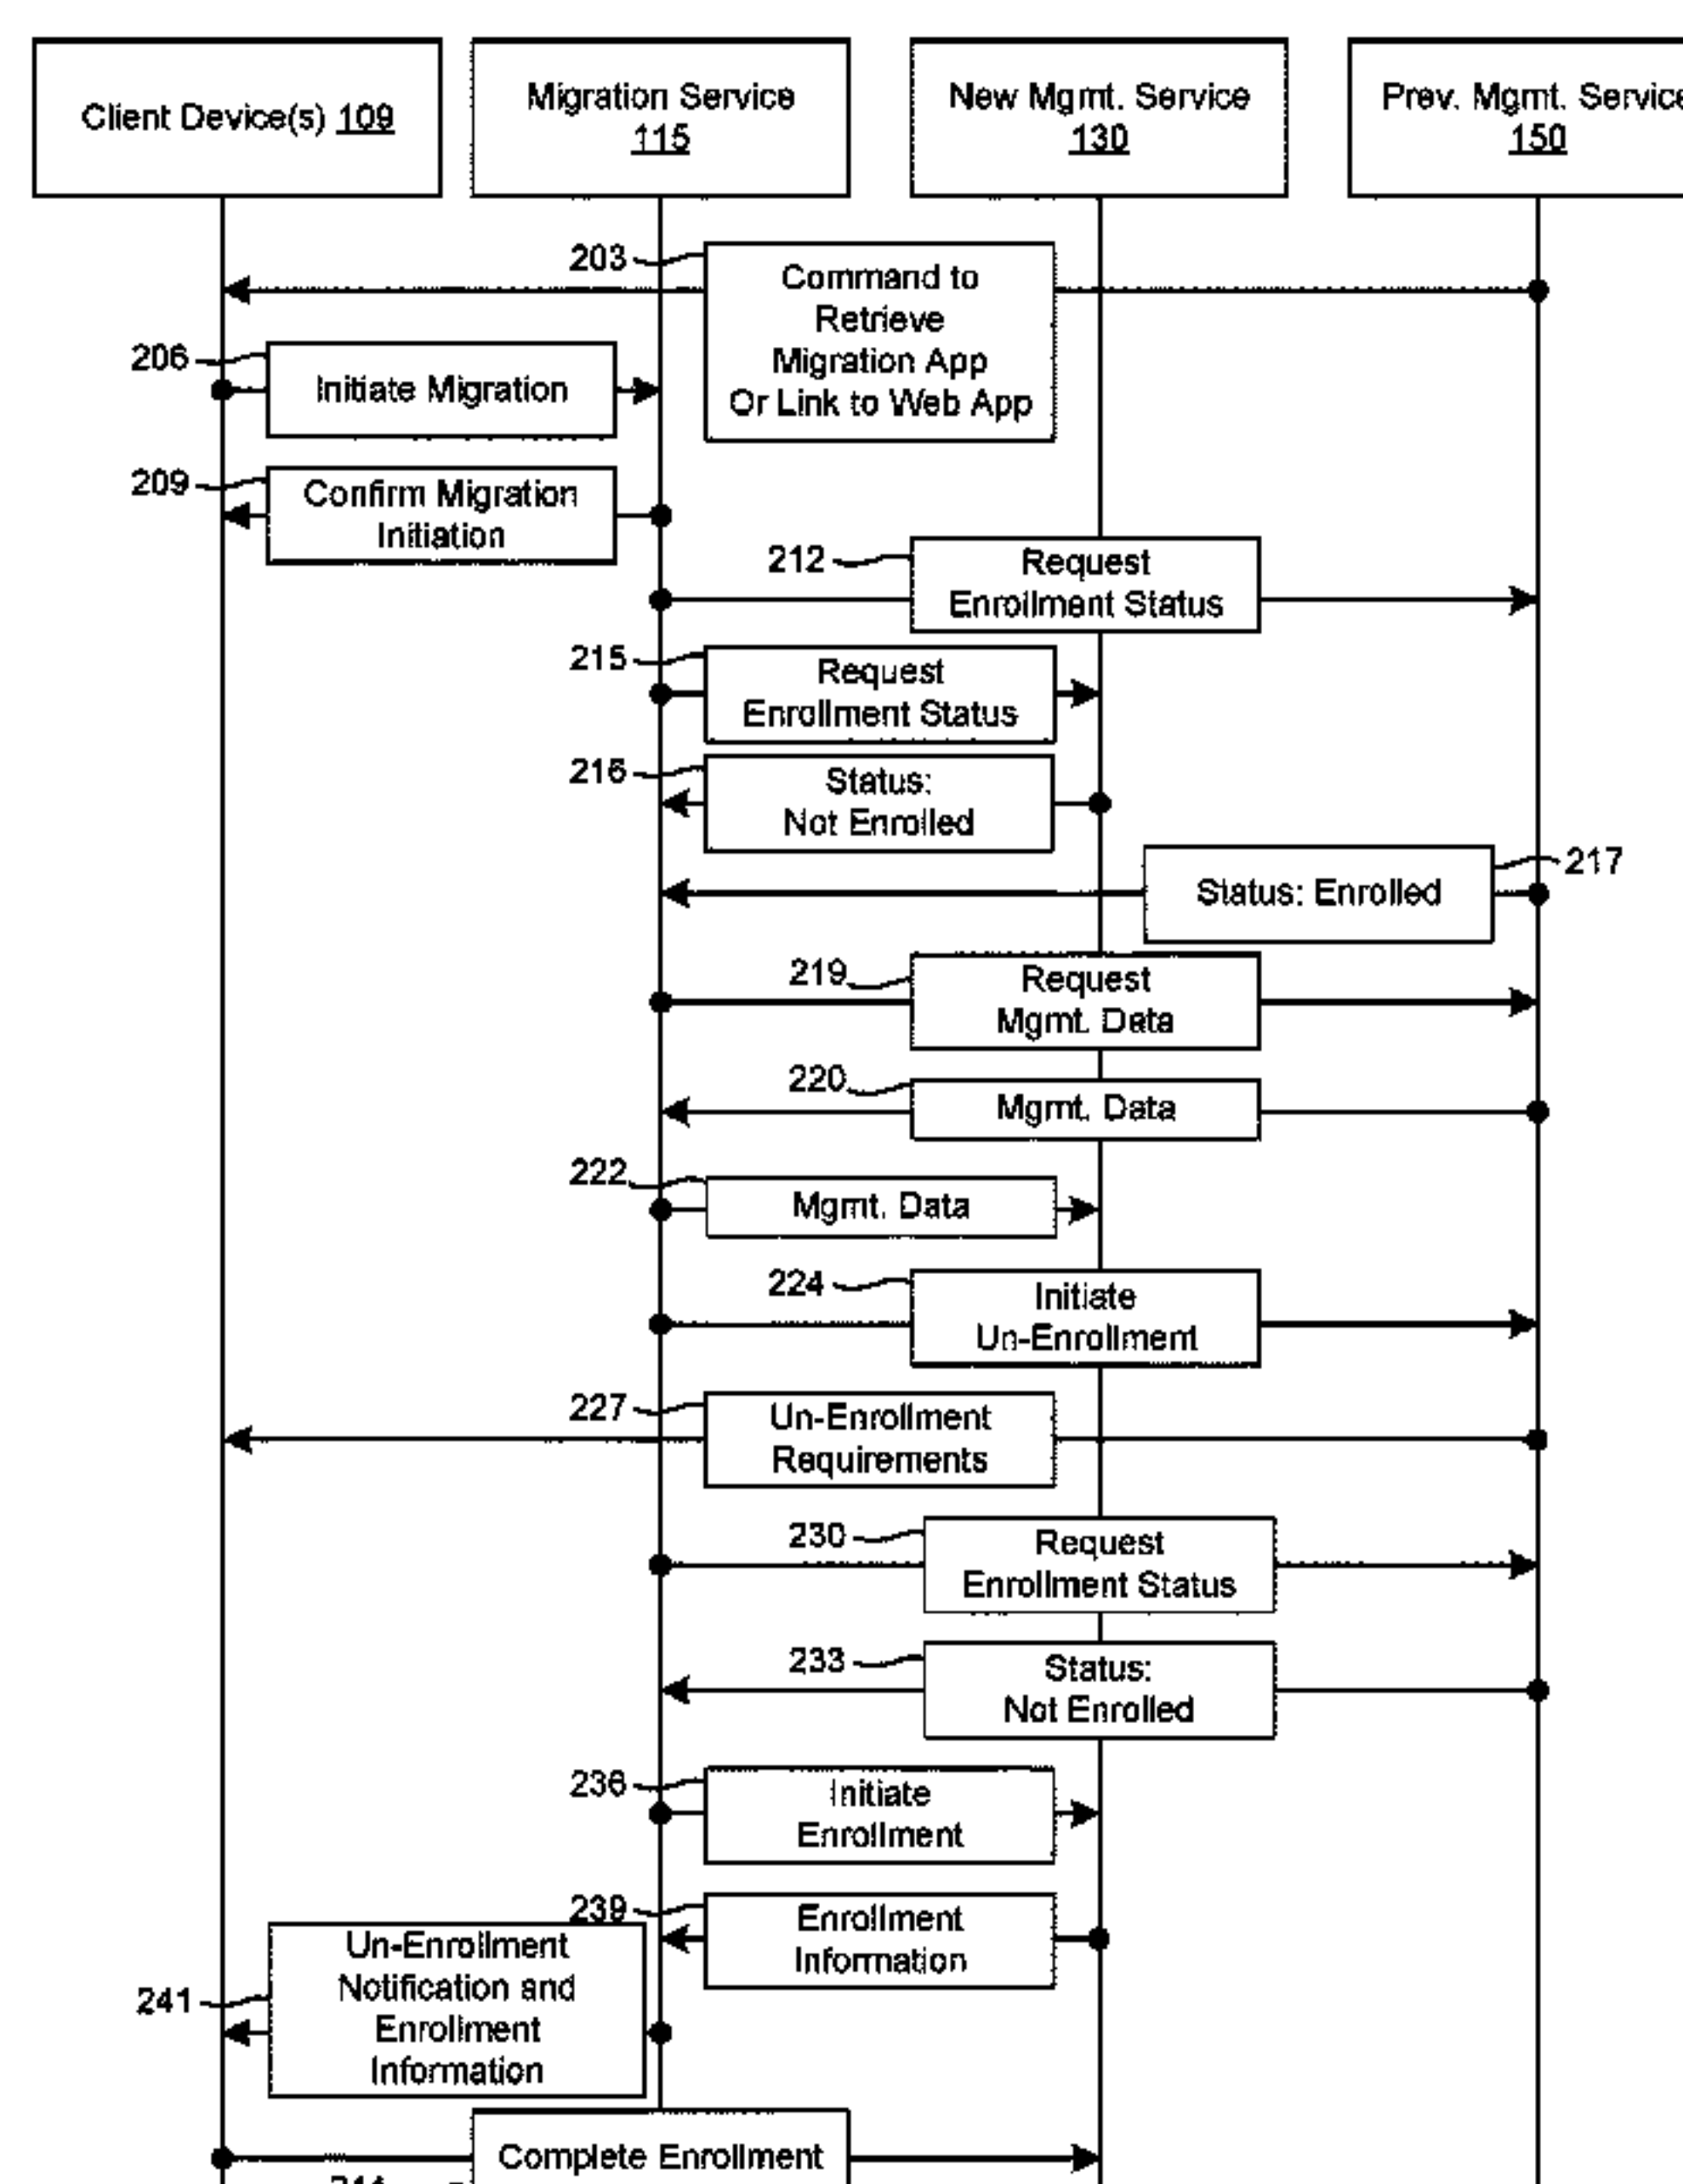 Client Device(s) 109
Migration Service
115
New Mgmt. Service
130
Prev. Mgmt. Service
150
203
Command to
Retrieve
Migration App
Or Link to Web App
206
Initiate Migration
209
Confirm Migration
Initiation
212
Request
Enrollment Status
215
Request
Enrollment Status
216
Status:
Not Enrolled
Status: Enrolled
217
219
Request
Mgmt. Data
220
Mgmt. Data
222
Mgmt. Data
224
Initiate
Un-Enrollment
227
Un-Enrollment
Requirements
230
Request
Enrollment Status
233
Status:
Not Enrolled
236
Initiate
Enrollment
239
Enrollment
Information
241
Un-Enrollment
Notification and
Enrollment
Information
Complete Enrollment